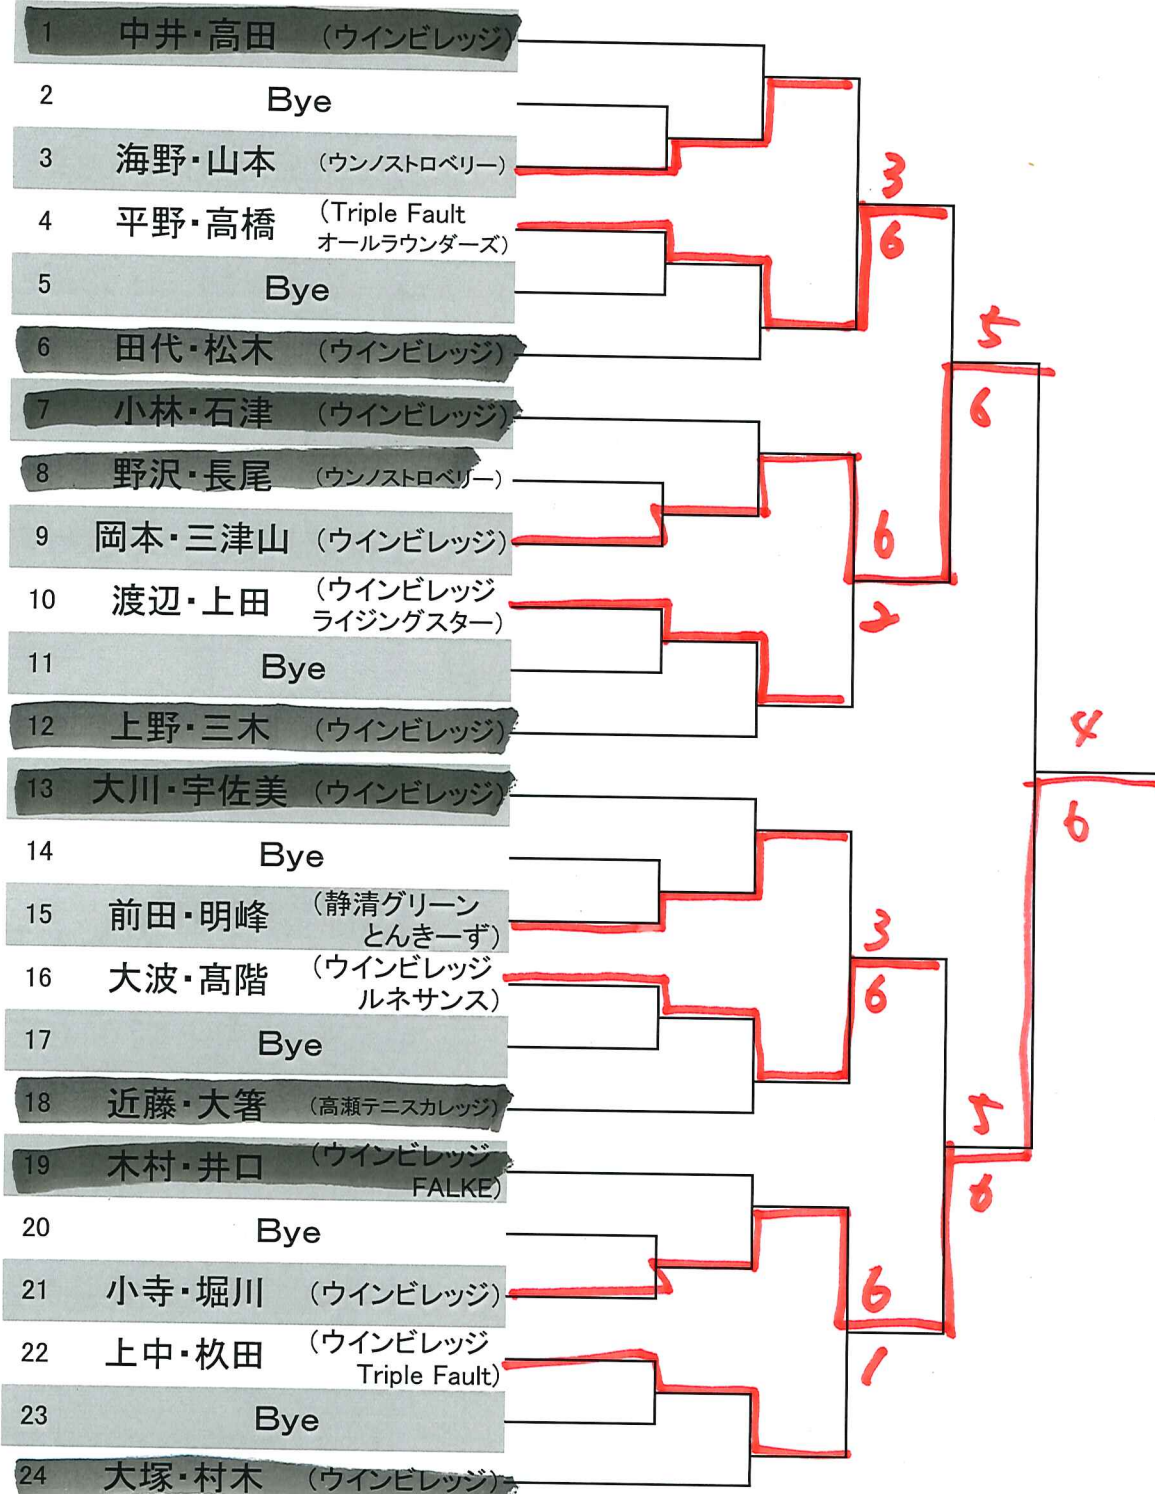 1 中井・高田 (ウインビレッジ)
2 Bye
3 海野・山本 (ウンノストロベリー)
4 平野・高橋 (Triple Fault
オールラウンダーズ)
5 Bye
6 田代・松木 (ウインビレッジ)
7 小林・石津 (ウインビレッジ)
8 野沢・長尾 (ウンノストロベリー)
9 岡本・三津山 (ウインビレッジ)
10 渡辺・上田 (ウインビレッジ
ライジングスター)
11 Bye
12 上野・三木 (ウインビレッジ)
13 大川・宇佐美 (ウインビレッジ)
14 Bye
15 前田・明峰 (静清グリーン
とんきーず)
16 大波・髙階 (ウインビレッジ
ルネサンス)
17 Bye
18 近藤・大箸 (高瀬テニスカレッジ)
19 木村・井口 (ウインビレッジ
FALKE)
20 Bye
21 小寺・堀川 (ウインビレッジ)
22 上中・杁田 (ウインビレッジ
Triple Fault)
23 Bye
24 大塚・村木 (ウインビレッジ)
3
6
6
2
3
6
6
1
5
6
5
6
4
6